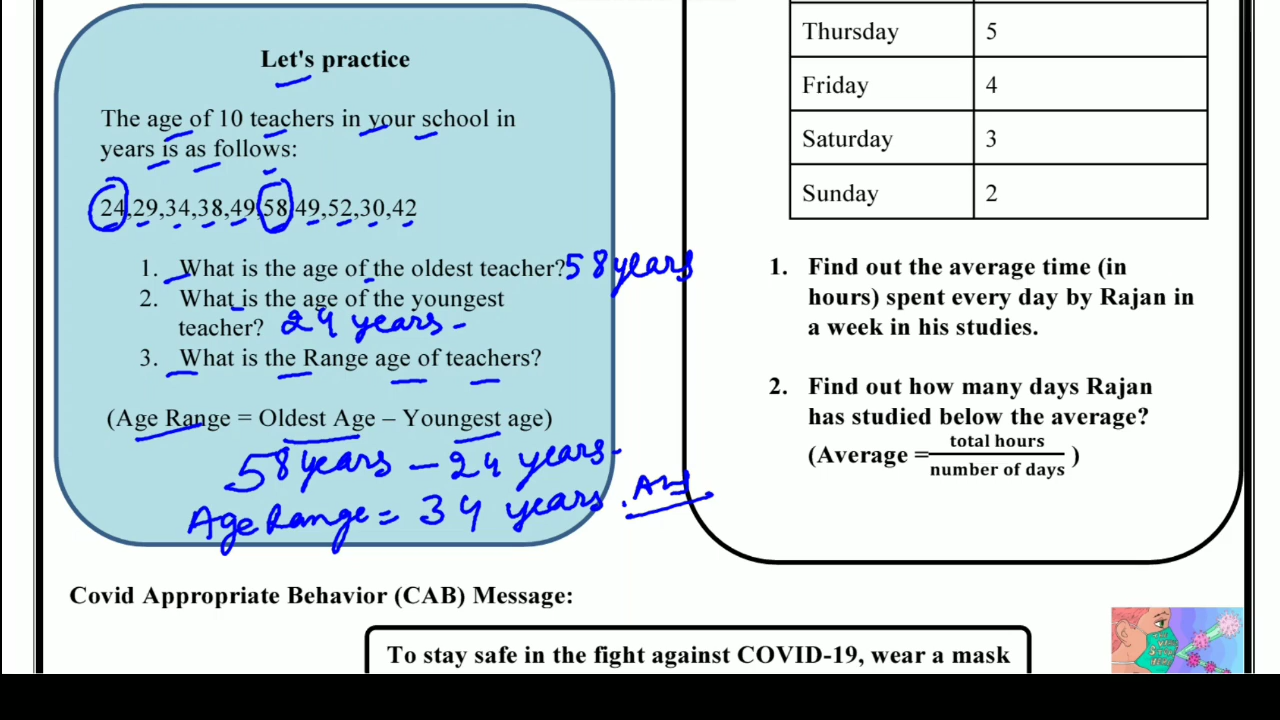 Let's practice
The age of 10 teachers in your school in
years is as follows:
24,29,34,38,49,58,49,52,30,42
1. What is the age of the oldest teacher? 58 years
2. What is the age of the youngest
teacher? 24 years
3. What is the Range age of teachers?
(Age Range = Oldest Age – Youngest age)
58 years – 24 years
Age Range = 34 years. Ans
Thursday 5
Friday 4
Saturday 3
Sunday 2
1. Find out the average time (in
hours) spent every day by Rajan in
a week in his studies.
2. Find out how many days Rajan
has studied below the average?
(Average = total hours
number of days )
Covid Appropriate Behavior (CAB) Message:
To stay safe in the fight against COVID-19, wear a mask